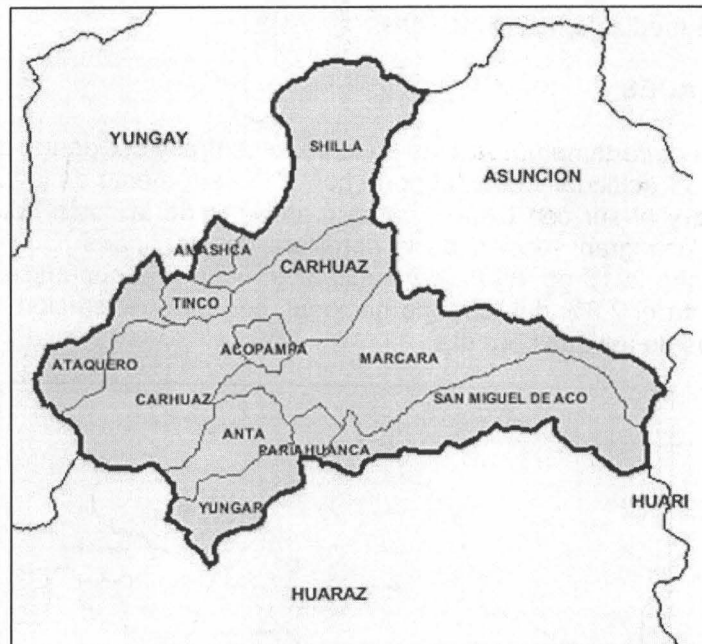 YUNGAY
SHILLA
ASUNCION
AMASHCA
CARHUAZ
TINCO
ACOPAMPA
MARCARA
ATAQUERO
CARHUAZ
SAN MIGUEL DE ACO
ANTA
PARIAHUANCA
YUNGAR
HUARI
HUARAZ